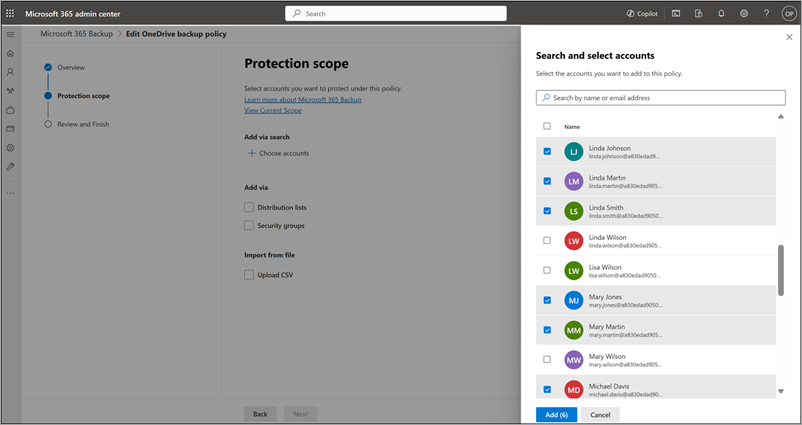 Microsoft 365 admin center
Search
Copilot
OP
Microsoft 365 Backup > Edit OneDrive backup policy
Overview
Protection scope
Review and Finish
Protection scope
Select accounts you want to protect under this policy.
Learn more about Microsoft 365 Backup
View Current Scope
Add via search
+ Choose accounts
Add via
Distribution lists
Security groups
Import from file
Upload CSV
Back
Next
Search and select accounts
Select the accounts you want to add to this policy.
Search by name or email address
Name
LJ
Linda Johnson
linda.johnson@a830edad9...
LM
Linda Martin
linda.martin@a830edad905...
LS
Linda Smith
linda.smith@a830edad9050...
LW
Linda Wilson
linda.wilson@a830edad905...
LW
Lisa Wilson
lisa.wilson@a830edad9050...
MJ
Mary Jones
mary.jones@a830edad9050...
MM
Mary Martin
mary.martin@a830edad905...
MW
Mary Wilson
mary.wilson@a830edad905...
MD
Michael Davis
michael.davis@a830edad90...
Add (6)
Cancel